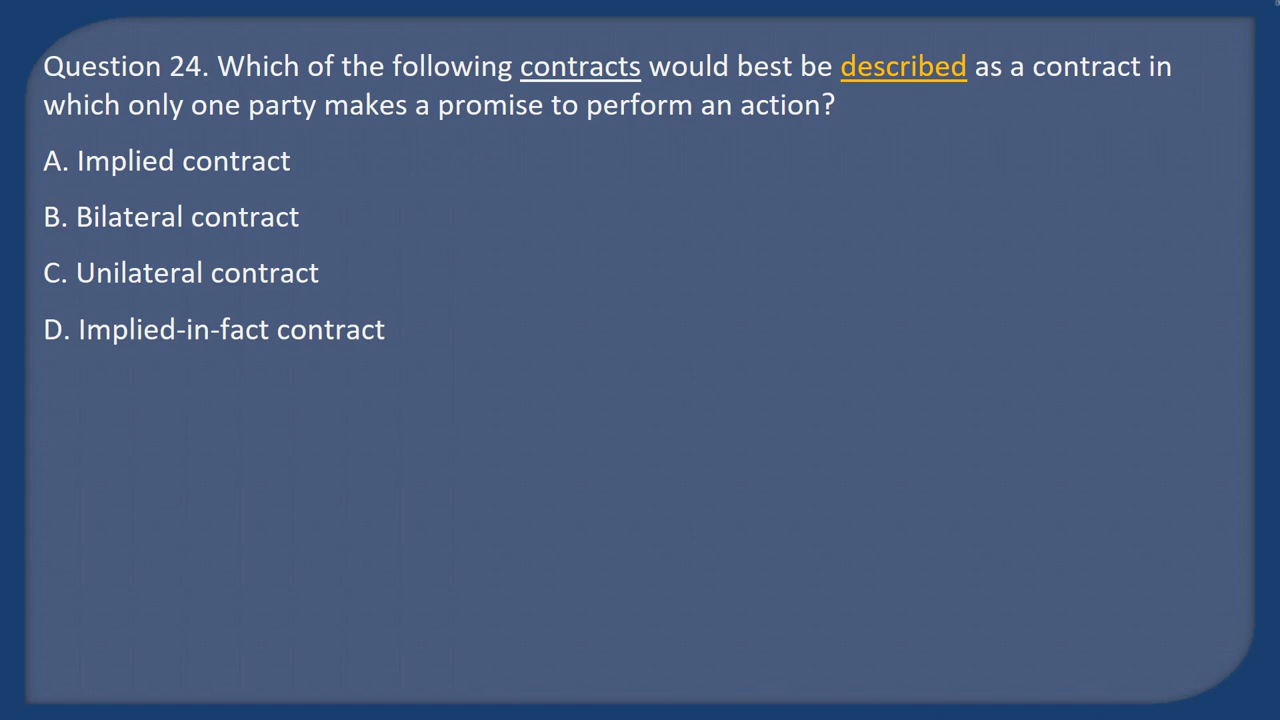 Question 24. Which of the following contracts would best be described as a contract in
which only one party makes a promise to perform an action?
A. Implied contract
B. Bilateral contract
C. Unilateral contract
D. Implied-in-fact contract